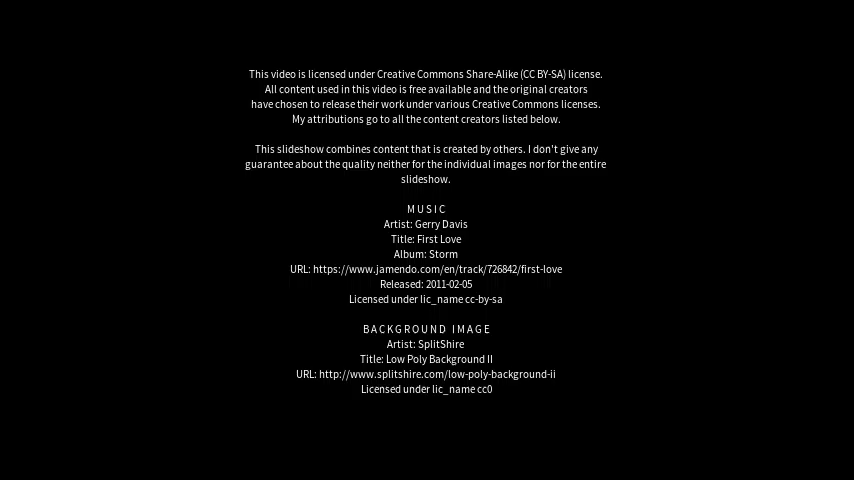 This video is licensed under Creative Commons Share-Alike (CC BY-SA) license.
All content used in this video is free available and the original creators
have chosen to release their work under various Creative Commons licenses.
My attributions go to all the content creators listed below.
This slideshow combines content that is created by others. I don't give any
guarantee about the quality neither for the individual images nor for the entire
slideshow.
MUSIC
Artist: Gerry Davis
Title: First Love
Album: Storm
URL: https://www.jamendo.com/en/track/726842/first-love
Released: 2011-02-05
Licensed under lic_name cc-by-sa
BACKGROUND IMAGE
Artist: SplitShire
Title: Low Poly Background II
URL: http://www.splitshire.com/low-poly-background-ii
Licensed under lic_name cc0